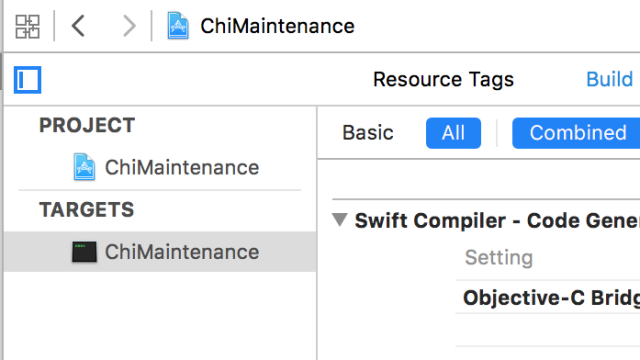 ChiMaintenance
Resource Tags Build
PROJECT
Basic All Combined
ChiMaintenance
TARGETS
Swift Compiler - Code Gener
ChiMaintenance
Setting
Objective-C Bridg